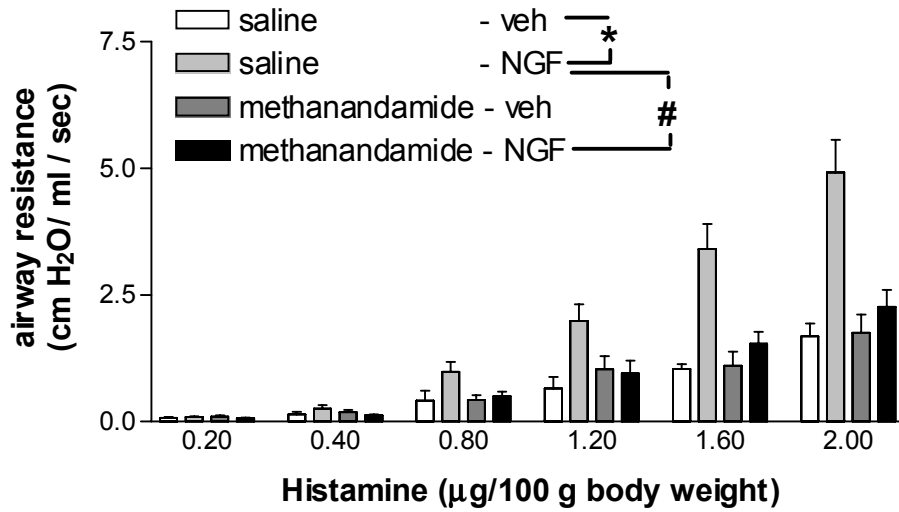 saline - veh
*
7.5
saline - NGF
#
methanandamide - veh
methanandamide - NGF
5.0
2.5
0.0
airway resistance
(cm H₂O/ ml / sec)
0.20 0.40 0.80 1.20 1.60 2.00
Histamine (μg/100 g body weight)